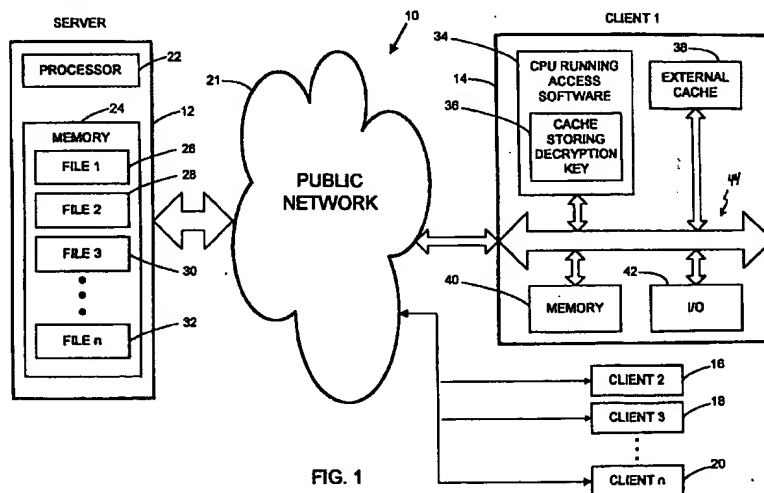 SERVER
PROCESSOR
22
24
12
MEMORY
FILE 1
26
FILE 2
28
FILE 3
30
FILE n
32
21
10
PUBLIC
NETWORK
CLIENT 1
34
14
CPU RUNNING
ACCESS
SOFTWARE
36
CACHE
STORING
DECRYPTION
KEY
38
EXTERNAL
CACHE
44
40
MEMORY
42
I/O
CLIENT 2
16
CLIENT 3
18
CLIENT n
20
FIG. 1